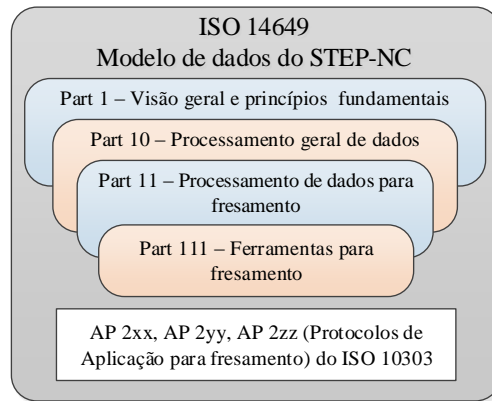 ISO 14649
Modelo de dados do STEP-NC
Part 1 – Visão geral e princípios fundamentais
Part 10 – Processamento geral de dados
Part 11 – Processamento de dados para
fresamento
Part 111 – Ferramentas para
fresamento
AP 2xx, AP 2yy, AP 2zz (Protocolos de
Aplicação para fresamento) do ISO 10303